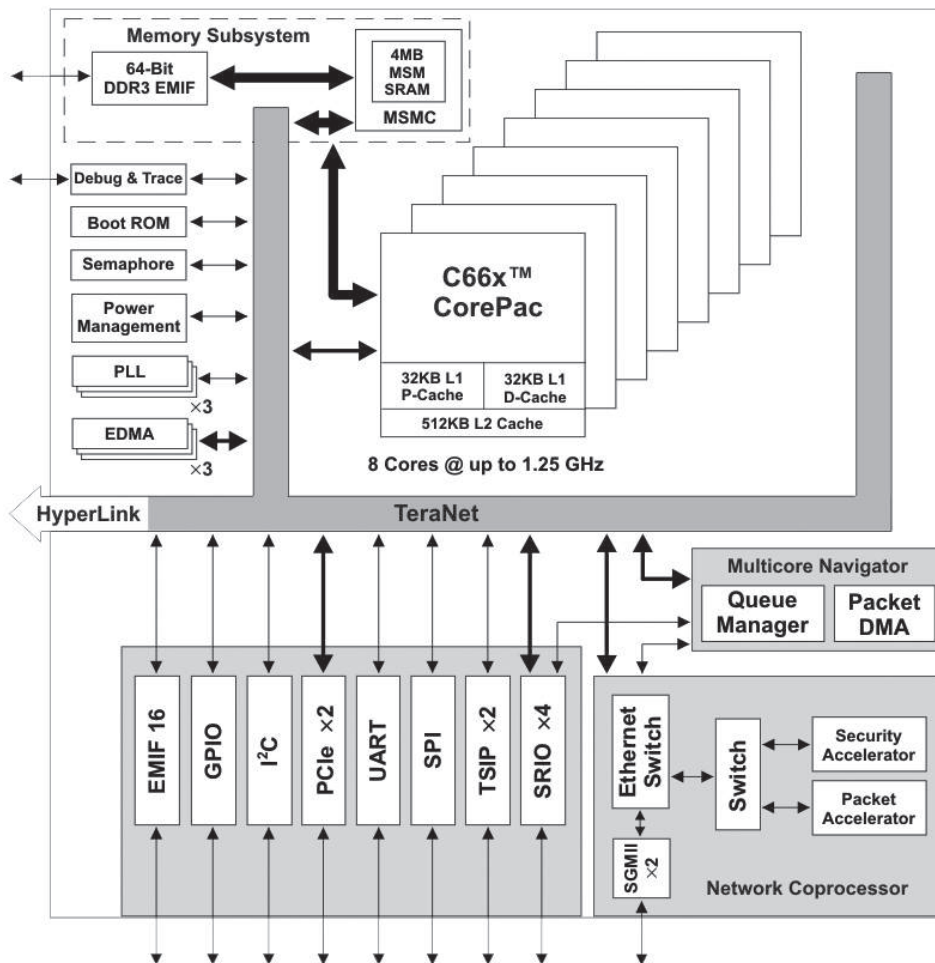 Memory Subsystem
64-Bit
DDR3 EMIF
4MB
MSM
SRAM
MSMC
Debug & Trace
Boot ROM
Semaphore
Power
Management
PLL
×3
EDMA
×3
C66x™
CorePac
32KB L1
P-Cache
32KB L1
D-Cache
512KB L2 Cache
8 Cores @ up to 1.25 GHz
HyperLink
TeraNet
Multicore Navigator
Queue
Manager
Packet
DMA
EMIF 16
GPIO
I²C
PCIe ×2
UART
SPI
TSIP ×2
SRIO ×4
Ethernet
Switch
Switch
Security
Accelerator
Packet
Accelerator
SGMII
×2
Network Coprocessor